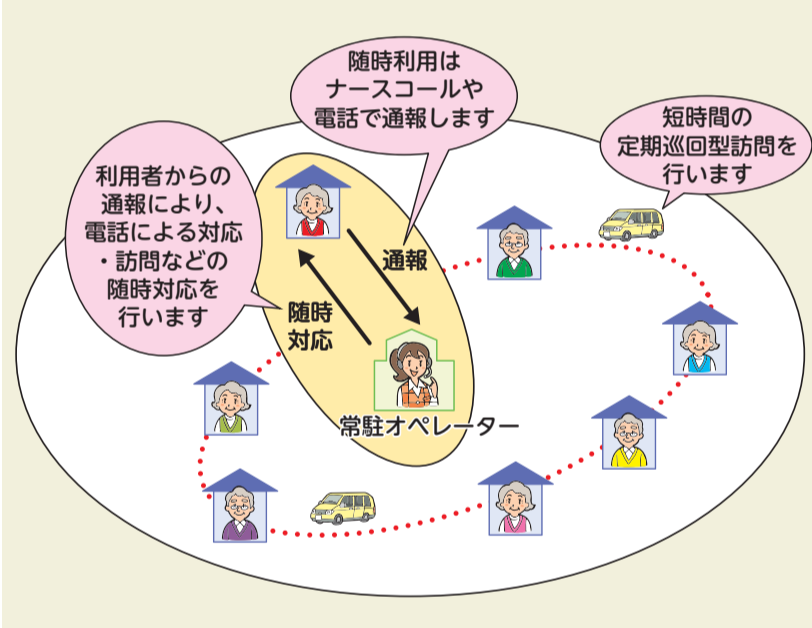 随時利用は
ナースコールや
電話で通報します
短時間の
定期巡回型訪問を
行います
利用者からの
通報により、
電話による対応
・訪問などの
随時対応を
行います
通報
随時
対応
常駐オペレーター